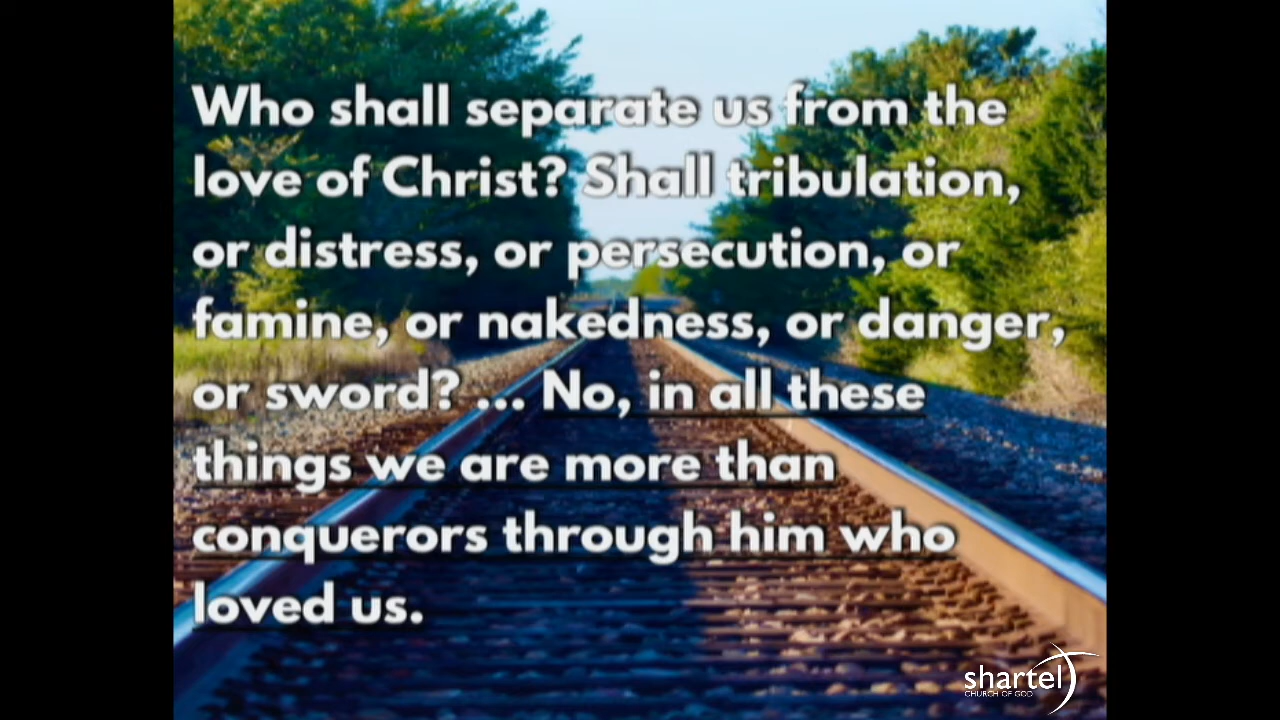 Who shall separate us from the
love of Christ? Shall tribulation,
or distress, or persecution, or
famine, or nakedness, or danger,
or sword? ... No, in all these
things we are more than
conquerors through him who
loved us.
shartel
CHURCH OF GOD